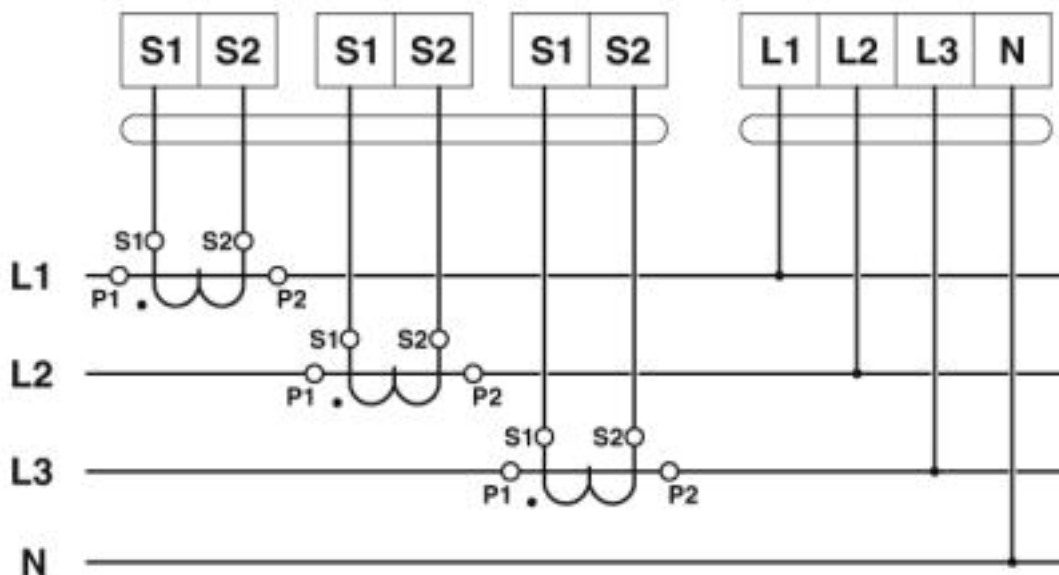 S1 S2 S1 S2 S1 S2 L1 L2 L3 N
S1 S2
L1
P1 P2
S1 S2
L2
P1 P2
S1 S2
L3
P1 P2
N